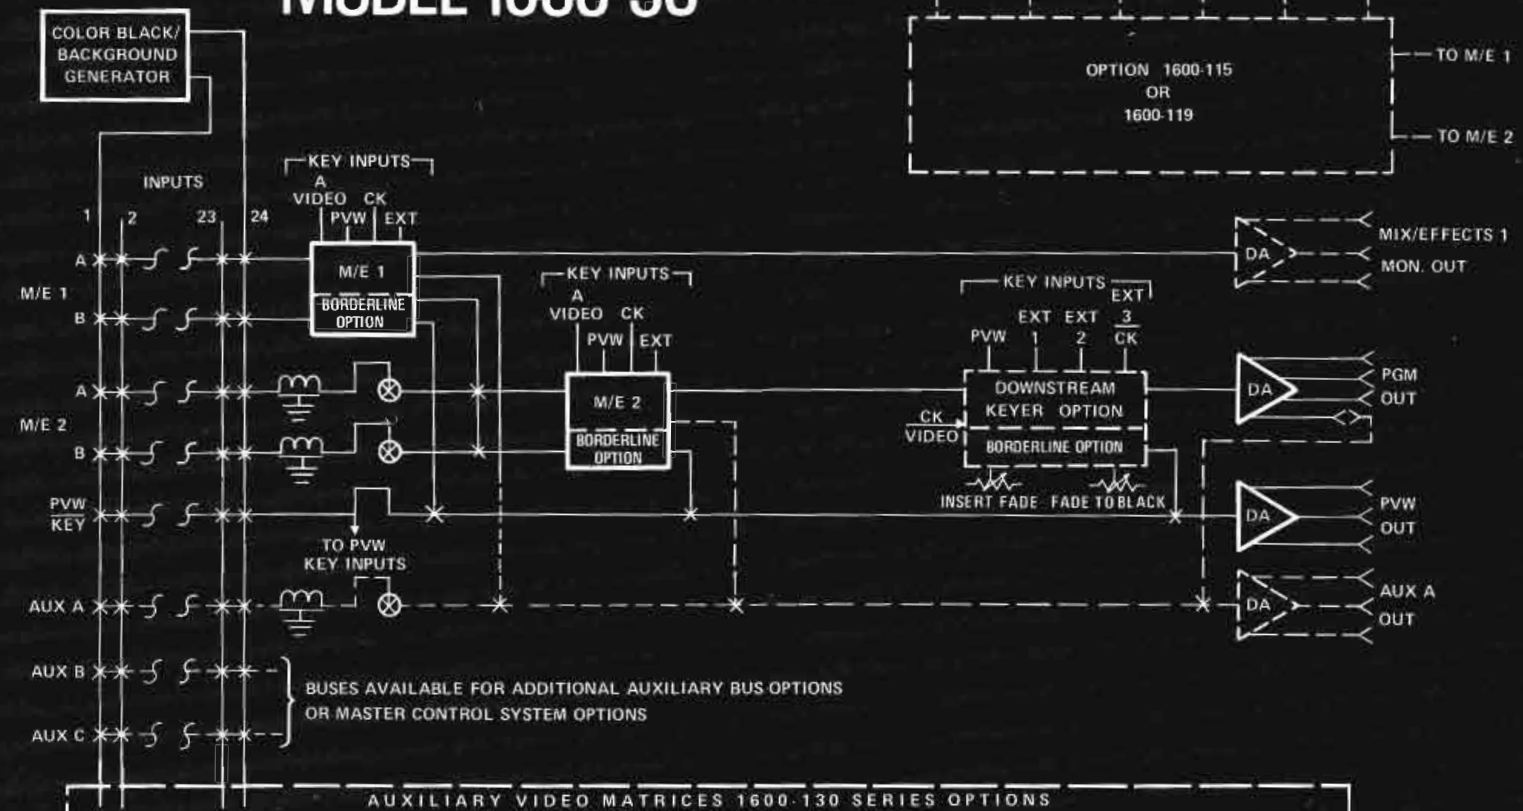 COLOR BLACK/
BACKGROUND
GENERATOR
OPTION 1600-115
OR
1600-119
TO M/E 1
TO M/E 2
INPUTS
1
2
23
24
KEY INPUTS
A
VIDEO
CK
PVW
EXT
A
M/E 1
B
M/E 1
BORDERLINE
OPTION
KEY INPUTS
A
VIDEO
CK
PVW
EXT
DA
MIX/EFFECTS 1
MON. OUT
KEY INPUTS
PVW
EXT
1
EXT
2
EXT
3
CK
A
M/E 2
B
M/E 2
BORDERLINE
OPTION
CK
VIDEO
DOWNSTREAM
KEYER OPTION
BORDERLINE OPTION
INSERT FADE
FADE TO BLACK
DA
PGM
OUT
PVW
KEY
TO PVW
KEY INPUTS
DA
PVW
OUT
AUX A
DA
AUX A
OUT
AUX B
AUX C
BUSES AVAILABLE FOR ADDITIONAL AUXILIARY BUS OPTIONS
OR MASTER CONTROL SYSTEM OPTIONS
AUXILIARY VIDEO MATRICES 1600-130 SERIES OPTIONS